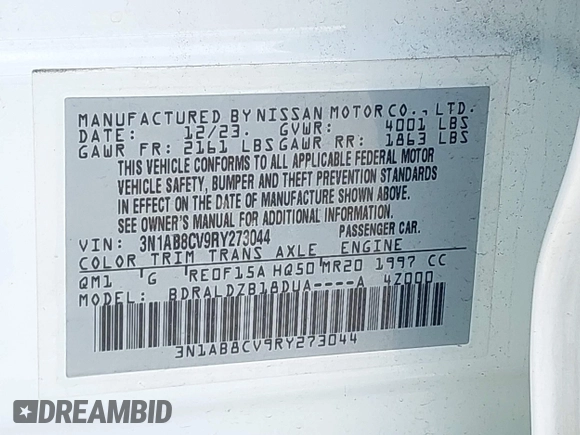 MANUFACTURED BY NISSAN MOTOR CO., LTD.
DATE: 12/23. GVWR: 4001 LBS
GAWR FR: 2161 LBS GAWR RR: 1863 LBS
THIS VEHICLE CONFORMS TO ALL APPLICABLE FEDERAL MOTOR
VEHICLE SAFETY, BUMPER AND THEFT PREVENTION STANDARDS
IN EFFECT ON THE DATE OF MANUFACTURE SHOWN ABOVE.
SEE OWNER'S MANUAL FOR ADDITIONAL INFORMATION.
VIN: 3N1AB8CV9RY273044 PASSENGER CAR.
COLOR TRIM TRANS AXLE ENGINE
QM1 G RE0F15A HQ50 MR20 1997 CC
MODEL: BDRALDZB18DUA----A 4Z000
3N1AB8CV9RY273044
DREAMBID